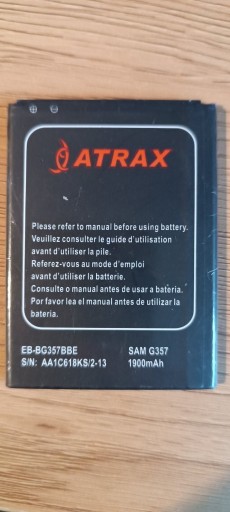 ATRAX
Please refer to manual before using battery.
Veuillez consulter le guide d'utilisation
avant d'utiliser la pile.
Referez-vous au mode d'emploi
avant d'utiliser la batterie.
Consulte o manual antes de usar a bateria.
Por favor lea el manual antes de utilizar la
batería.
EB-BG357BBE SAM G357
S/N: AA1C618KS/2-13 1900mAh